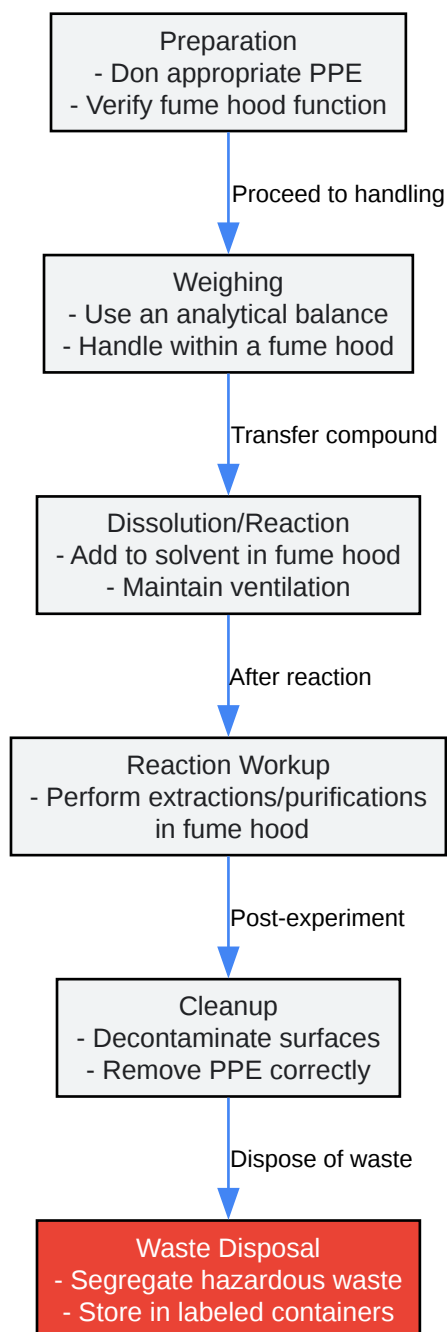 Preparation
- Don appropriate PPE
- Verify fume hood function
Proceed to handling
Weighing
- Use an analytical balance
- Handle within a fume hood
Transfer compound
Dissolution/Reaction
- Add to solvent in fume hood
- Maintain ventilation
After reaction
Reaction Workup
- Perform extractions/purifications
in fume hood
Post-experiment
Cleanup
- Decontaminate surfaces
- Remove PPE correctly
Dispose of waste
Waste Disposal
- Segregate hazardous waste
- Store in labeled containers